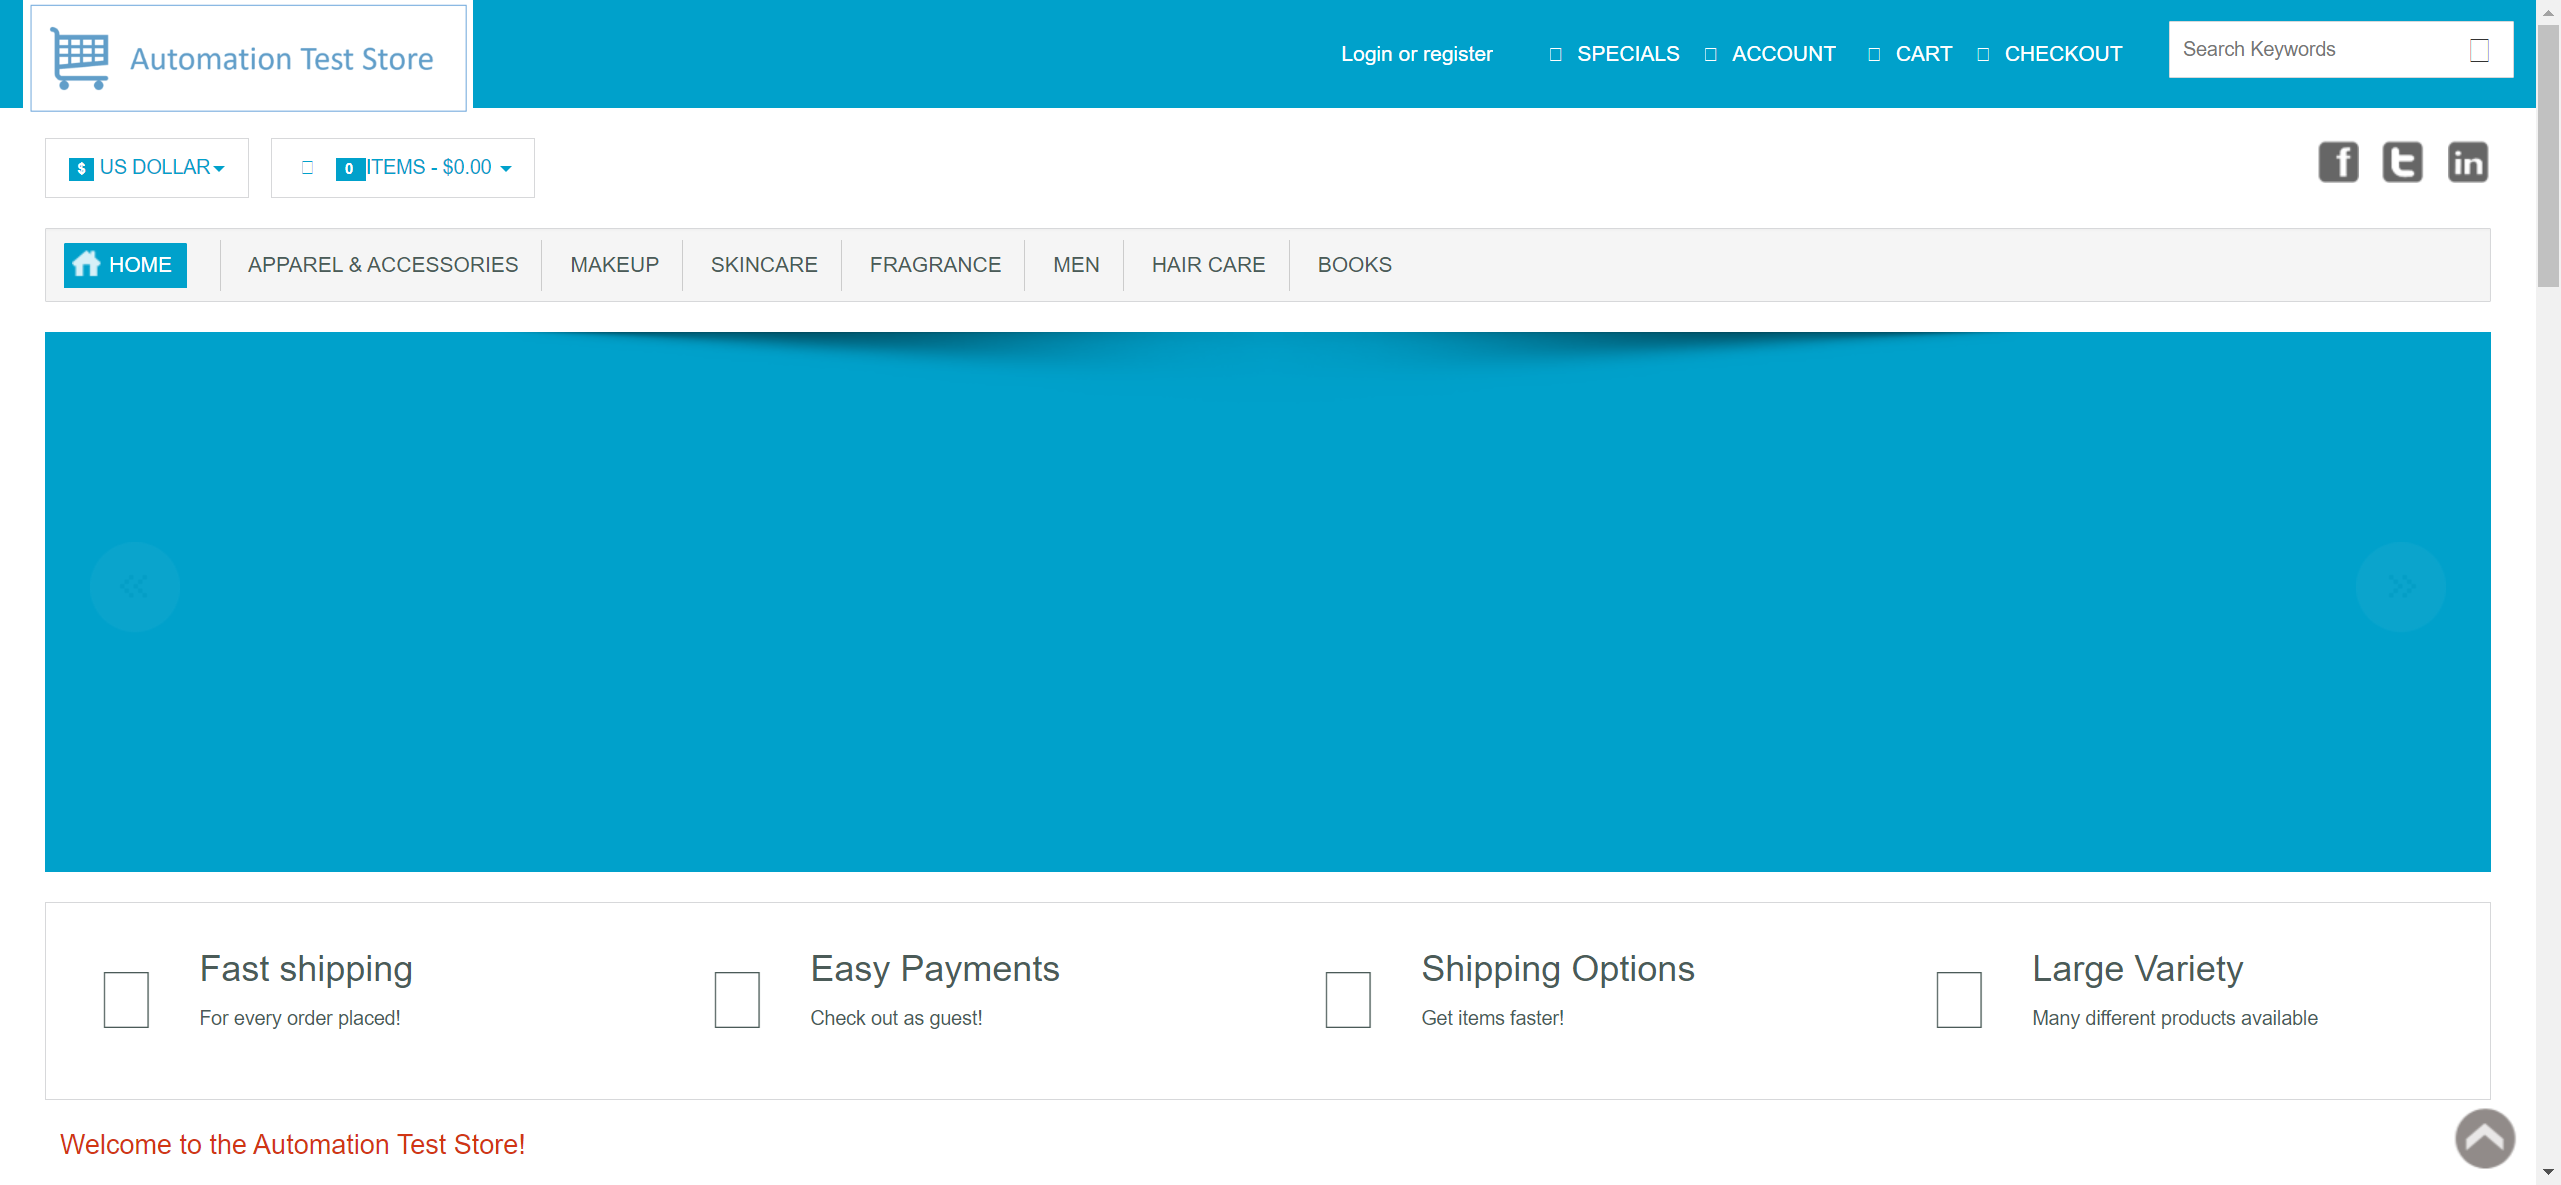 Automation Test Store
Login or register
SPECIALS
ACCOUNT
CART
CHECKOUT
Search Keywords
$ US DOLLAR
0 ITEMS - $0.00
HOME
APPAREL & ACCESSORIES
MAKEUP
SKINCARE
FRAGRANCE
MEN
HAIR CARE
BOOKS
Fast shipping
For every order placed!
Easy Payments
Check out as guest!
Shipping Options
Get items faster!
Large Variety
Many different products available
Welcome to the Automation Test Store!